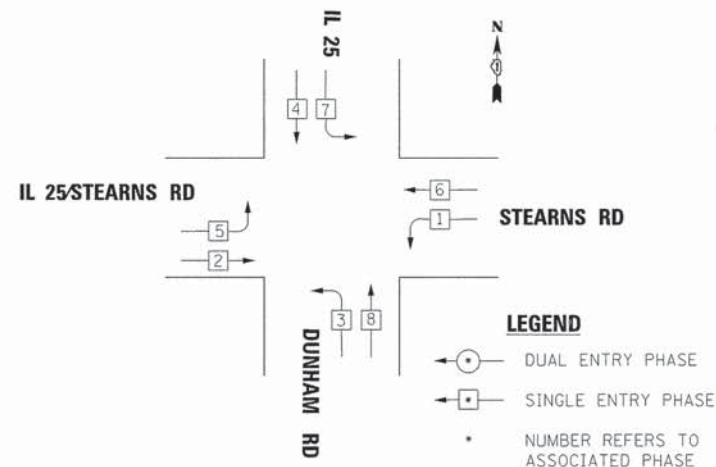 IL 25
N
4
7
IL 25/STEARNS RD
6
1
STEARNS RD
5
2
3
8
DUNHAM RD
LEGEND
* DUAL ENTRY PHASE
* SINGLE ENTRY PHASE
* NUMBER REFERS TO
ASSOCIATED PHASE